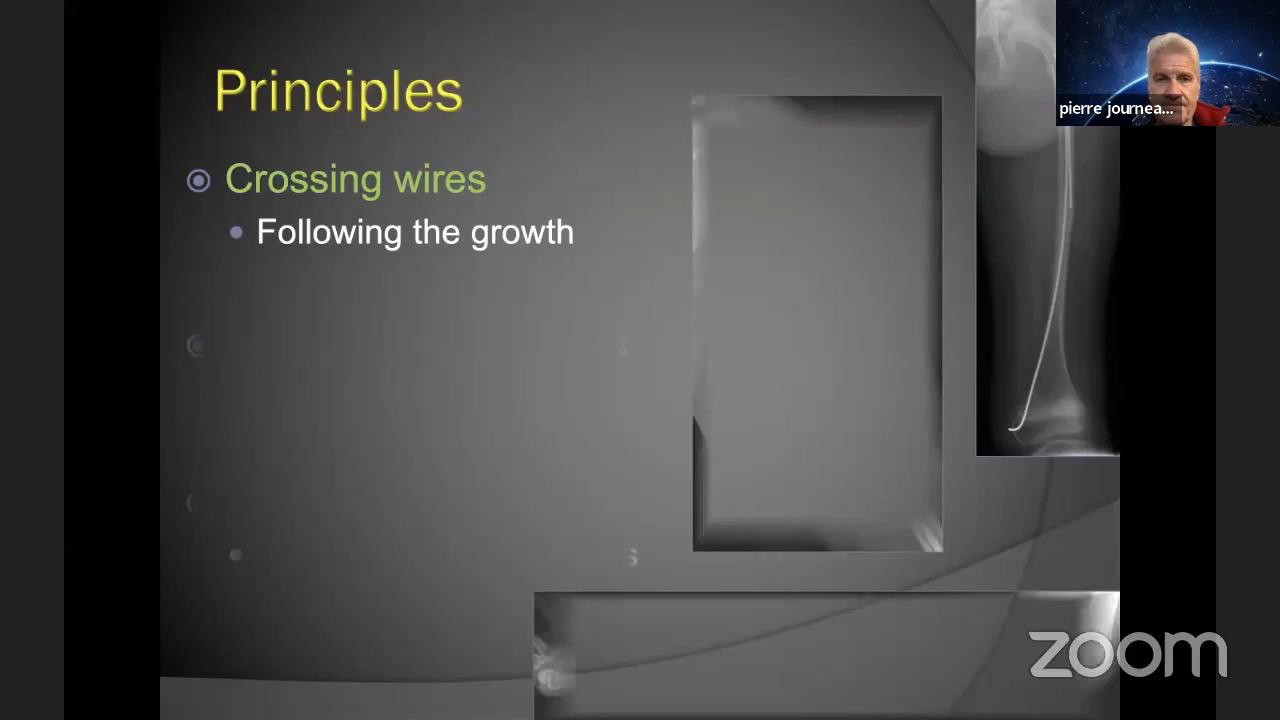 Principles
Crossing wires
Following the growth
pierre journea...
zoom